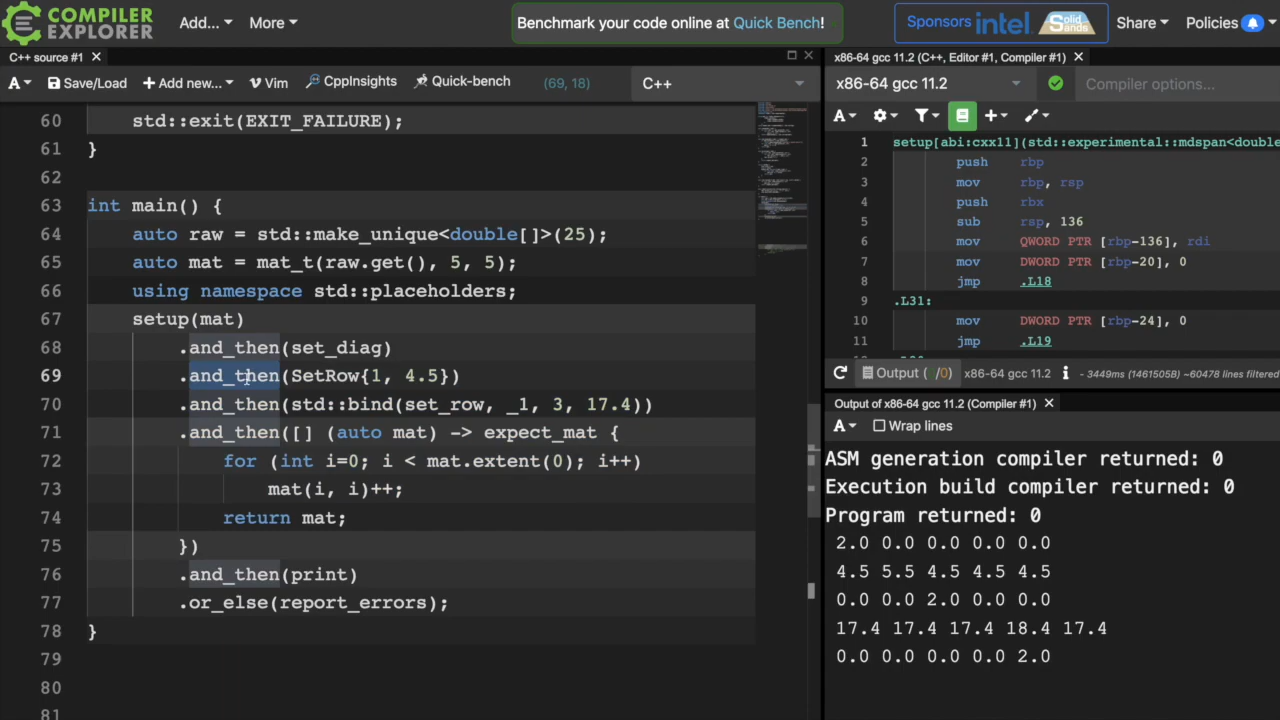 COMPILER EXPLORER
Add... More
Benchmark your code online at Quick Bench!
Sponsors intel Solid Sands
Share Policies
C++ source #1
A Save/Load Add new... Vim CppInsights Quick-bench (69, 18) C++
60 std::exit(EXIT_FAILURE);
61 }
62
63 int main() {
64 auto raw = std::make_unique<double[]>(25);
65 auto mat = mat_t(raw.get(), 5, 5);
66 using namespace std::placeholders;
67 setup(mat)
68 .and_then(set_diag)
69 .and_then(SetRow{1, 4.5})
70 .and_then(std::bind(set_row, _1, 3, 17.4))
71 .and_then([] (auto mat) -> expect_mat {
72 for (int i=0; i < mat.extent(0); i++)
73 mat(i, i)++;
74 return mat;
75 })
76 .and_then(print)
77 .or_else(report_errors);
78 }
79
80
81
x86-64 gcc 11.2 (C++, Editor #1, Compiler #1)
x86-64 gcc 11.2 Compiler options...
A
1 setup[abi:cxx11](std::experimental::mdspan<double
2 push rbp
3 mov rbp, rsp
4 push rbx
5 sub rsp, 136
6 mov QWORD PTR [rbp-136], rdi
7 mov DWORD PTR [rbp-20], 0
8 jmp .L18
9 .L31:
10 mov DWORD PTR [rbp-24], 0
11 jmp .L19
Output ( /0) x86-64 gcc 11.2 i - 3449ms (1461505B) ~60478 lines filtered
Output of x86-64 gcc 11.2 (Compiler #1)
A Wrap lines
ASM generation compiler returned: 0
Execution build compiler returned: 0
Program returned: 0
2.0 0.0 0.0 0.0 0.0
4.5 5.5 4.5 4.5 4.5
0.0 0.0 2.0 0.0 0.0
17.4 17.4 17.4 18.4 17.4
0.0 0.0 0.0 0.0 2.0